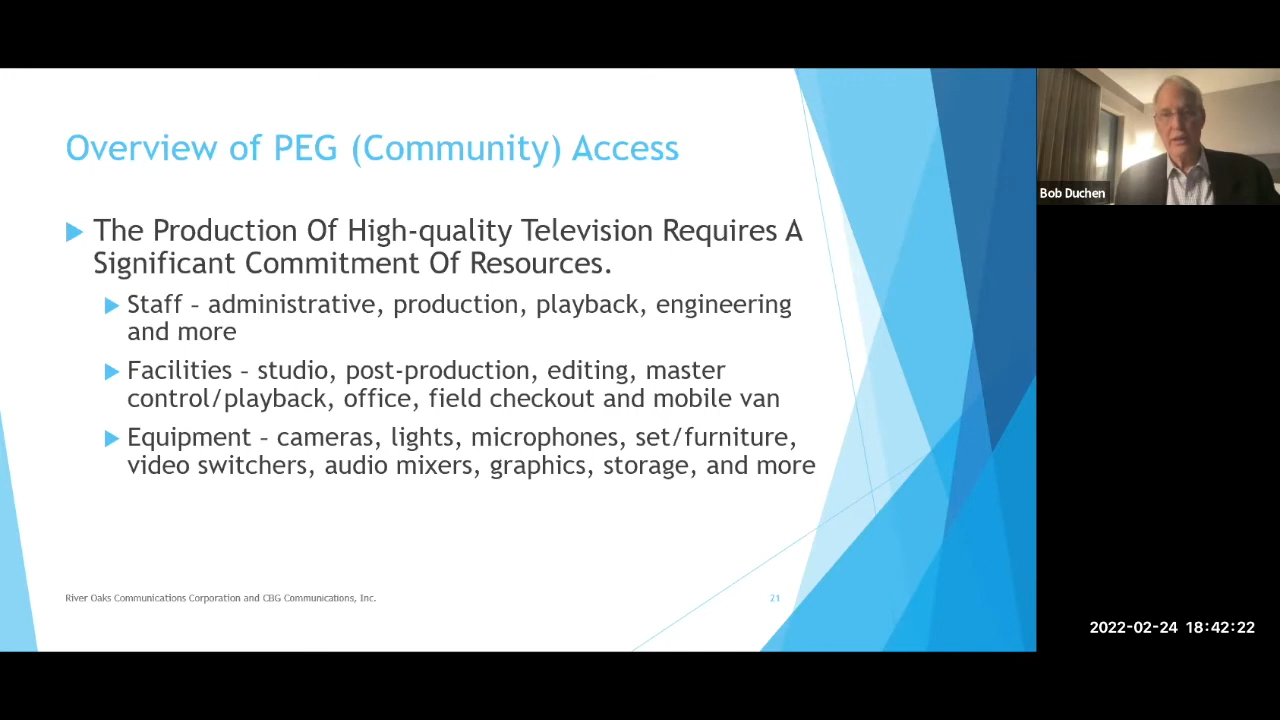 Overview of PEG (Community) Access
The Production Of High-quality Television Requires A
Significant Commitment Of Resources.
Staff – administrative, production, playback, engineering
and more
Facilities – studio, post-production, editing, master
control/playback, office, field checkout and mobile van
Equipment – cameras, lights, microphones, set/furniture,
video switchers, audio mixers, graphics, storage, and more
River Oaks Communications Corporation and CBG Communications, Inc.
21
Bob Duchen
2022-02-24 18:42:22